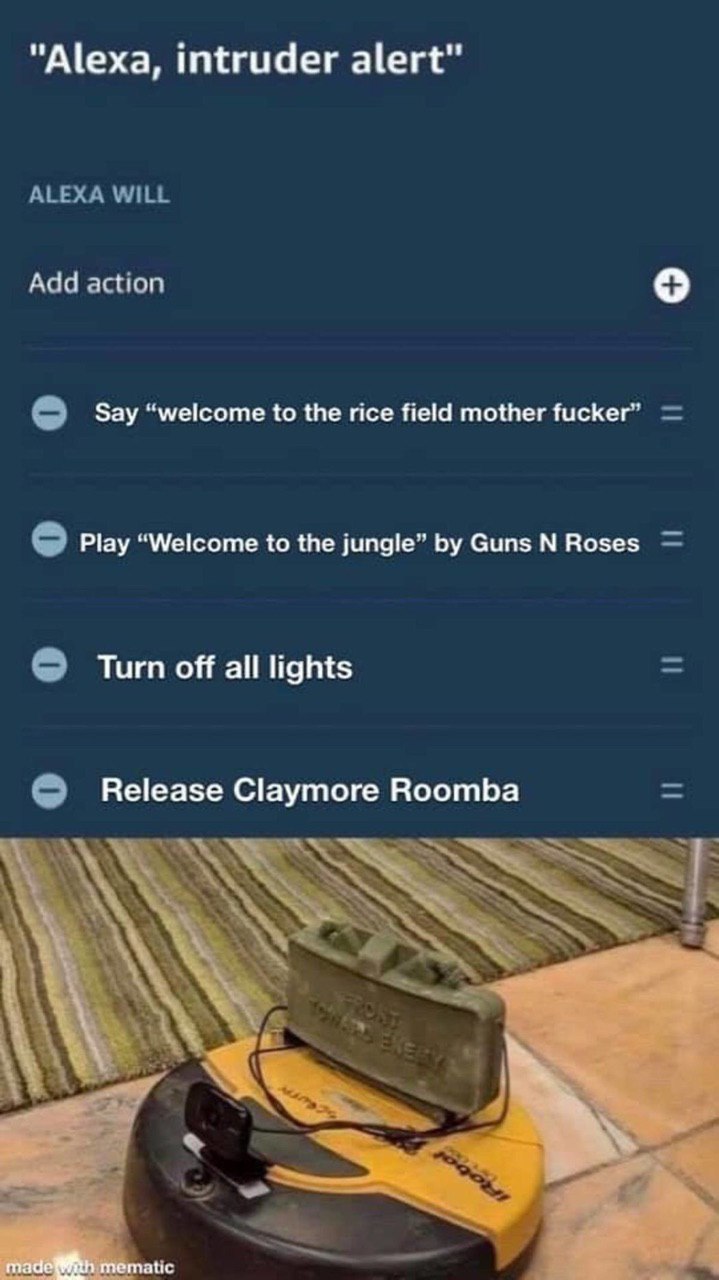 "Alexa, intruder alert"
ALEXA WILL
Add action
Say “welcome to the rice field mother fucker”
Play “Welcome to the jungle” by Guns N Roses
Turn off all lights
Release Claymore Roomba
FRONT
TOWARD ENEMY
iRobot
made with mematic